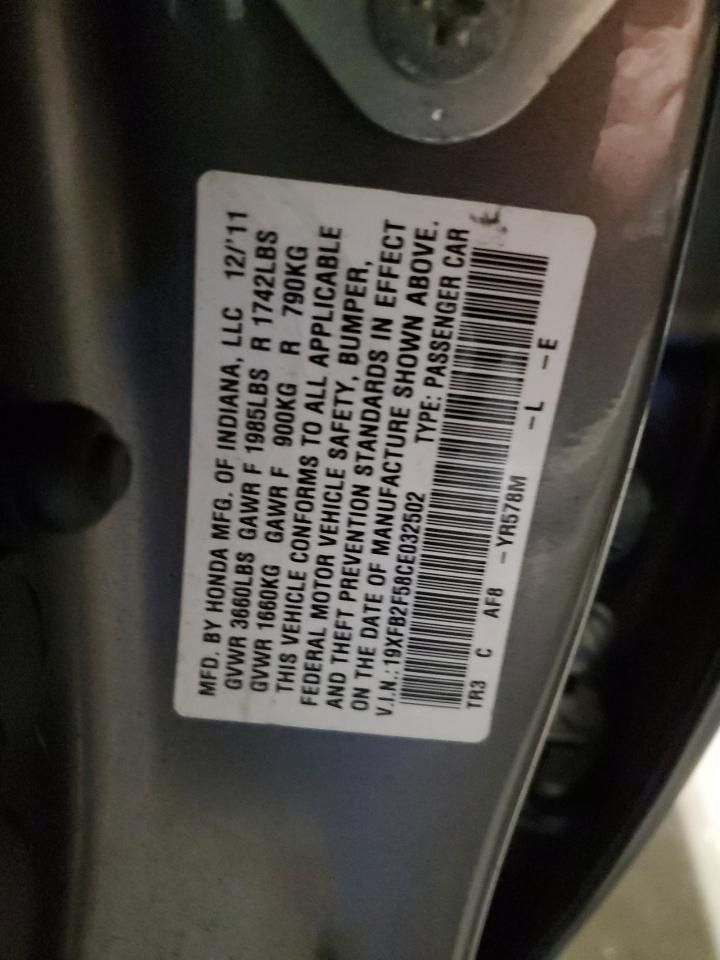 MFD. BY HONDA MFG. OF INDIANA, LLC 12/'11
GVWR 3660LBS GAWR F 1985LBS R 1742LBS
GVWR 1660KG GAWR F 900KG R 790KG
THIS VEHICLE CONFORMS TO ALL APPLICABLE
FEDERAL MOTOR VEHICLE SAFETY, BUMPER,
AND THEFT PREVENTION STANDARDS IN EFFECT
ON THE DATE OF MANUFACTURE SHOWN ABOVE.
V.I.N.:19XFB2F58CE032502 TYPE: PASSENGER CAR
TR3 C AF8 -YR578M -L -E